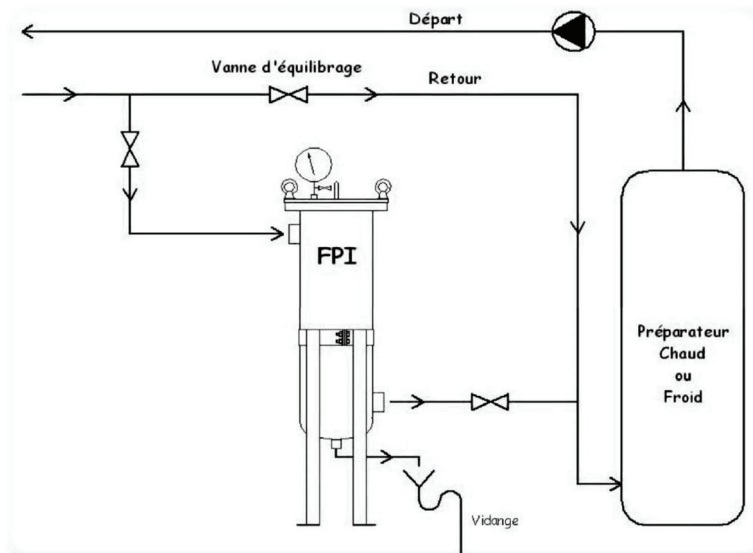 Départ
Vanne d'équilibrage
Retour
FPI
Préparateur
Chaud
ou
Froid
Vidange